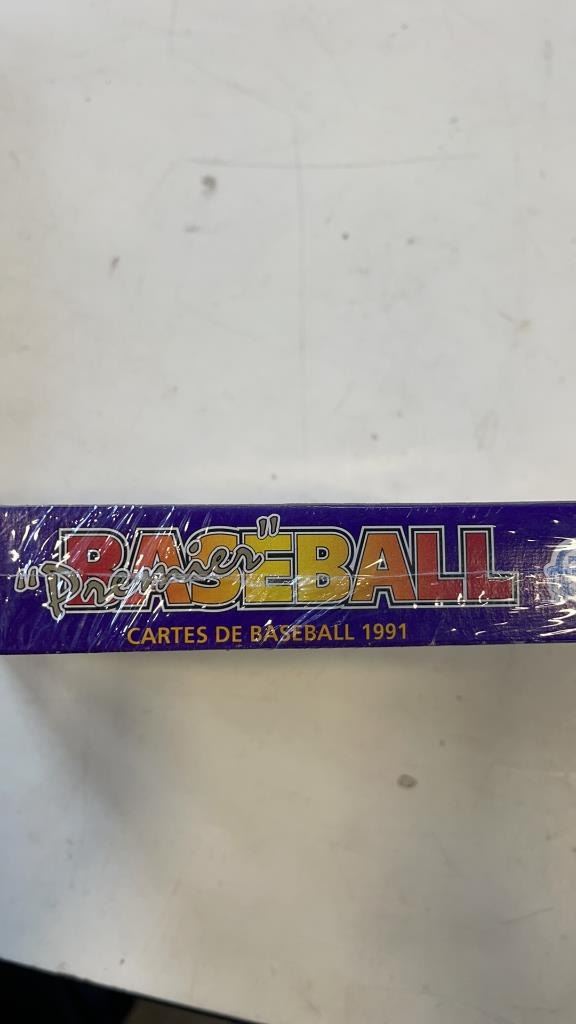 "Premier"
BASEBALL
CARTES DE BASEBALL 1991